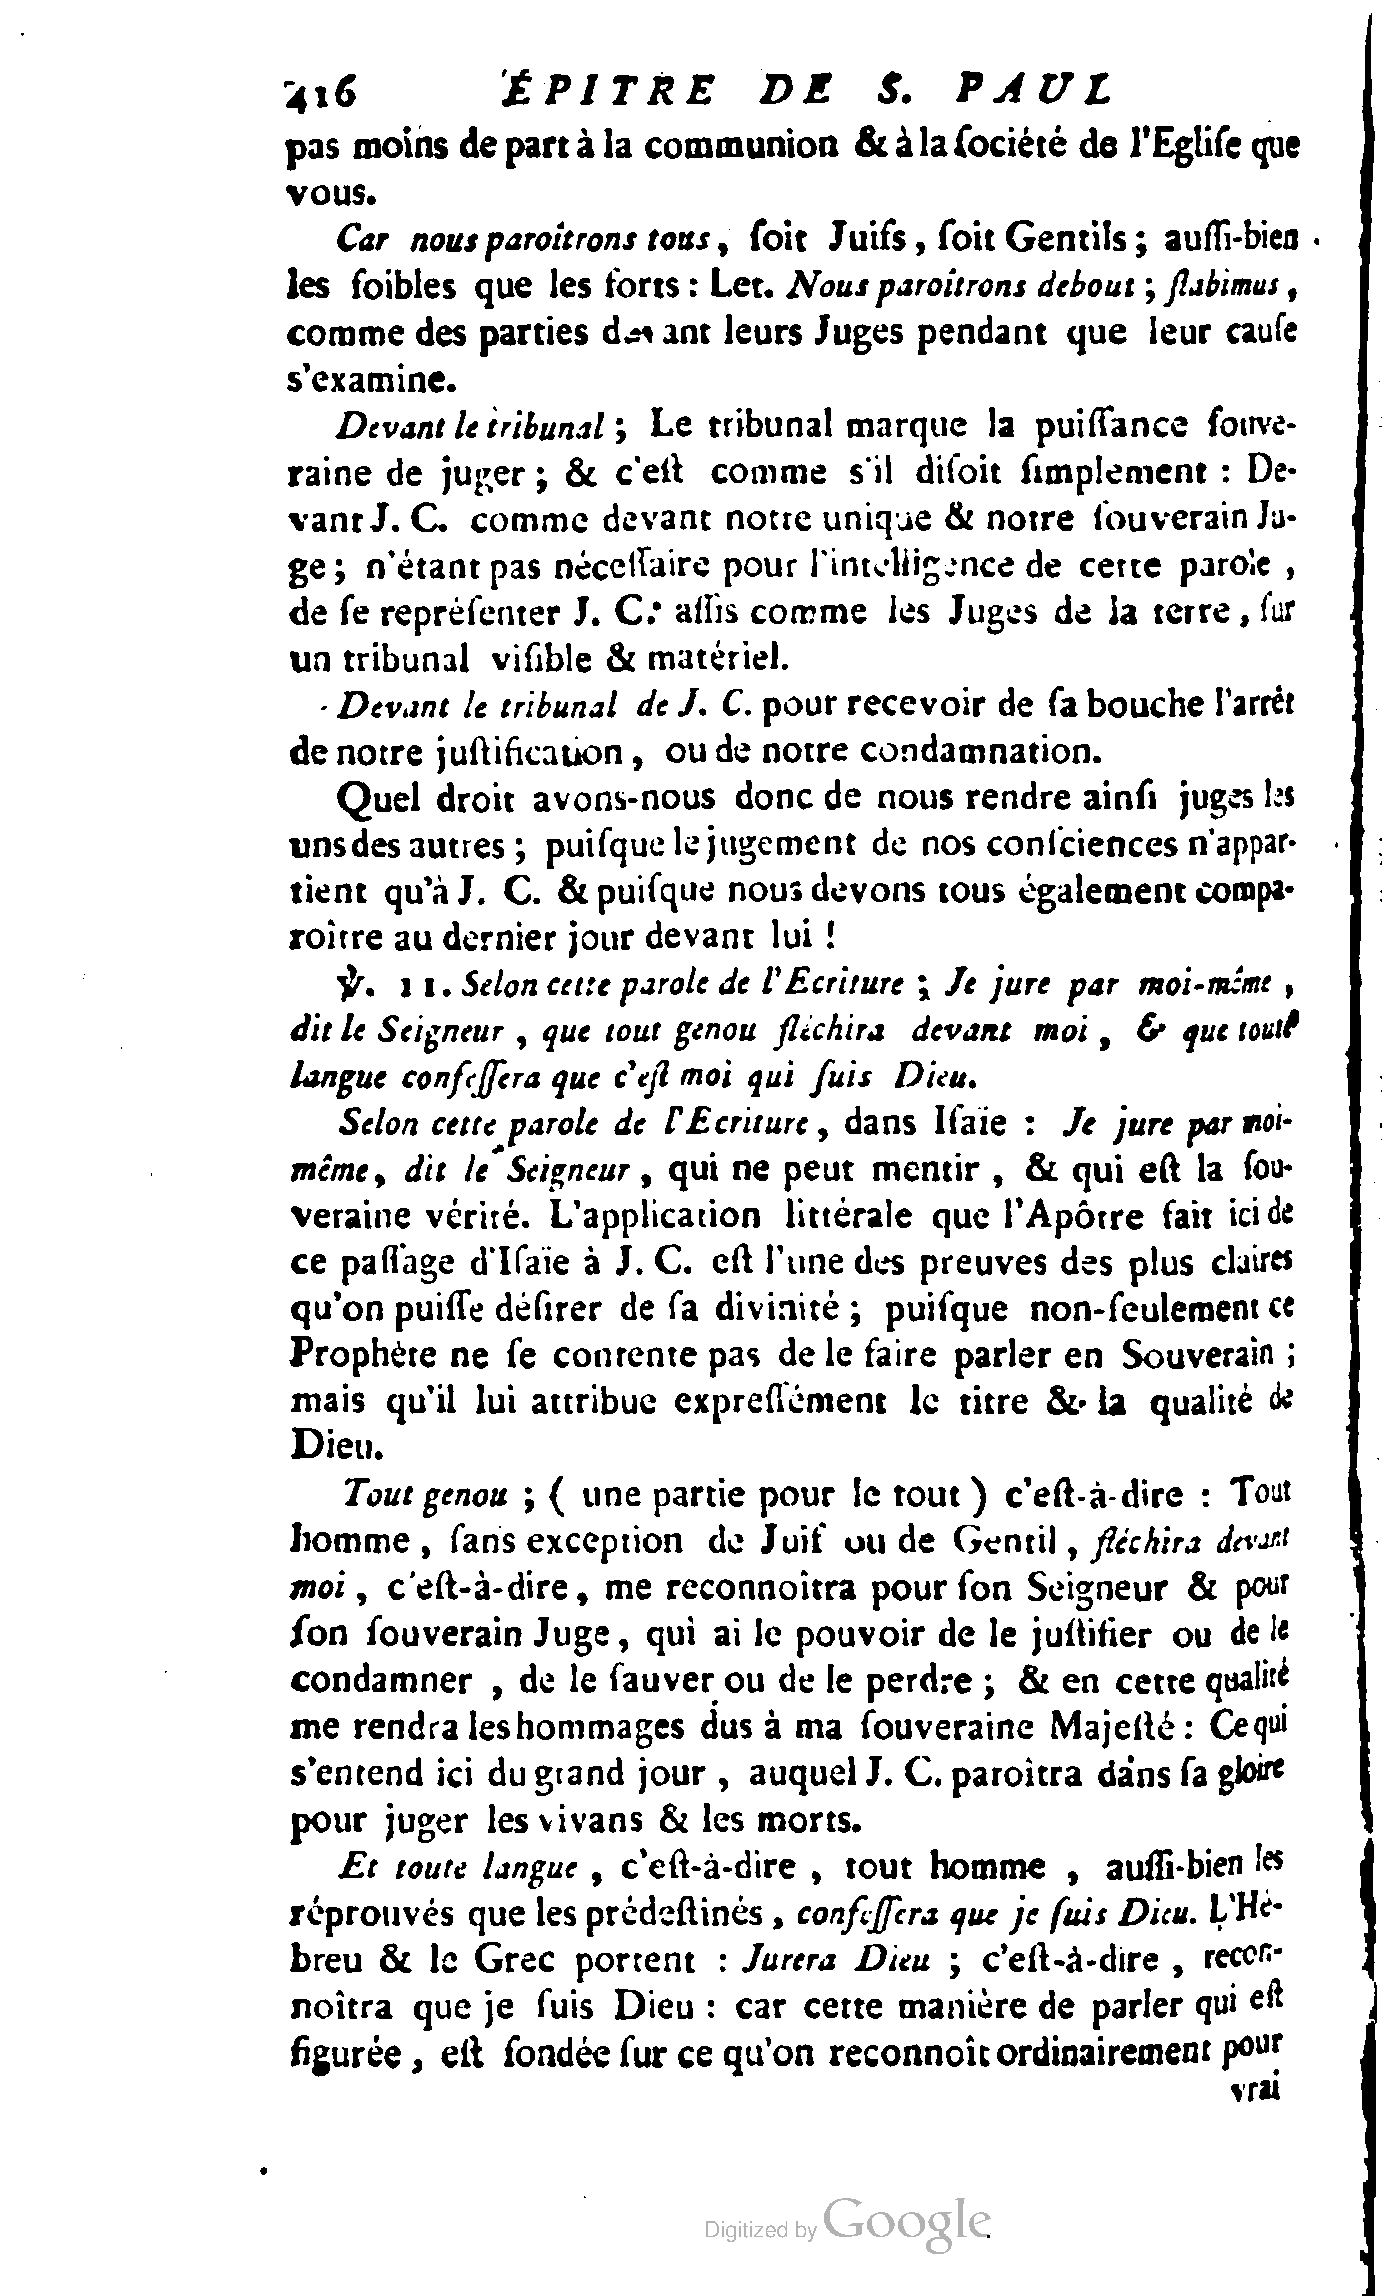 416 ÉPITRE DE S. PAUL
pas moins de part à la communion & à la ſociété de l'Egliſe que
vous.
Car nous paroîtrons tous, ſoit Juifs, ſoit Gentils; auſſi-bien
les foibles que les forts : Let. Nous paroîtrons debout ; ſtabimus,
comme des parties devant leurs Juges pendant que leur cauſe
s'examine.
Devant le tribunal ; Le tribunal marque la puiſſance ſouve-
raine de juger ; & c'eſt comme s'il diſoit ſimplement : De-
vant J. C. comme devant notre unique & notre ſouverain Ju-
ge ; n'étant pas néceſſaire pour l'intelligence de cette parole ,
de ſe repréſenter J. C. aſſis comme les Juges de la terre, ſur
un tribunal viſible & matériel.
Devant le tribunal de J. C. pour recevoir de ſa bouche l'arrêt
de notre juſtification, ou de notre condamnation.
Quel droit avons-nous donc de nous rendre ainſi juges les
uns des autres ; puiſque le jugement de nos conſciences n'appar-
tient qu'à J. C. & puiſque nous devons tous également compa-
roître au dernier jour devant lui !
℣. 11. Selon cette parole de l'Ecriture ; Je jure par moi-même ,
dit le Seigneur , que tout genou fléchira devant moi , & que toute
langue confeſſera que c'eſt moi qui ſuis Dieu.
Selon cette parole de l'Ecriture, dans Iſaïe : Je jure par moi-
même, dit le Seigneur, qui ne peut mentir , & qui eſt la ſou-
veraine vérité. L'application littérale que l'Apôtre fait ici de
ce paſſage d'Iſaïe à J. C. eſt l'une des preuves des plus claires
qu'on puiſſe déſirer de ſa divinité ; puiſque non-ſeulement ce
Prophète ne ſe contente pas de le faire parler en Souverain ;
mais qu'il lui attribue expreſſément le titre & la qualité de
Dieu.
Tout genou ; ( une partie pour le tout ) c'eſt-à-dire : Tout
homme , ſans exception de Juif ou de Gentil , fléchira devant
moi , c'eſt-à-dire, me reconnoîtra pour ſon Seigneur & pour
ſon ſouverain Juge, qui ai le pouvoir de le juſtifier ou de le
condamner , de le ſauver ou de le perdre ; & en cette qualité
me rendra les hommages dus à ma ſouveraine Majeſté : Ce qui
s'entend ici du grand jour , auquel J. C. paroîtra dans ſa gloire
pour juger les vivans & les morts.
Et toute langue , c'eſt-à-dire , tout homme , auſſi-bien les
réprouvés que les prédeſtinés, confeſſera que je ſuis Dieu. L'Hé-
breu & le Grec portent : Jurera Dieu ; c'eſt-à-dire , recon-
noîtra que je ſuis Dieu : car cette manière de parler qui eſt
figurée, eſt fondée ſur ce qu'on reconnoît ordinairement pour
vrai
Digitized by Google